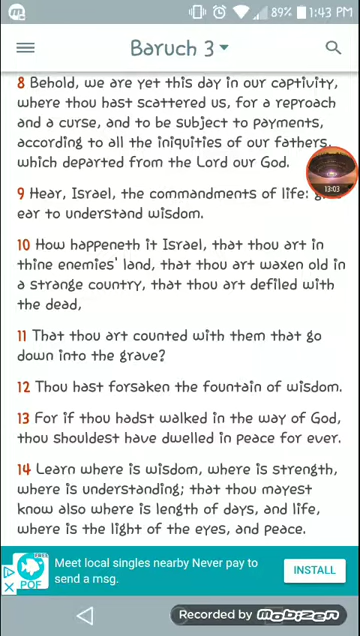 89% 1:43 PM
Baruch 3
8 Behold, we are yet this day in our captivity,
where thou hast scattered us, for a reproach
and a curse, and to be subject to payments,
according to all the iniquities of our fathers,
which departed from the Lord our God.
13:03
9 Hear, Israel, the commandments of life:
ear to understand wisdom.
10 How happeneth it Israel, that thou art in
thine enemies' land, that thou art waxen old in
a strange country, that thou art defiled with
the dead,
11 That thou art counted with them that go
down into the grave?
12 Thou hast forsaken the fountain of wisdom.
13 For if thou hadst walked in the way of God,
thou shouldest have dwelled in peace for ever.
14 Learn where is wisdom, where is strength,
where is understanding; that thou mayest
know also where is length of days, and life,
where is the light of the eyes, and peace.
FREE
POF
Meet local singles nearby Never pay to
send a msg.
INSTALL
Recorded by Mobizen